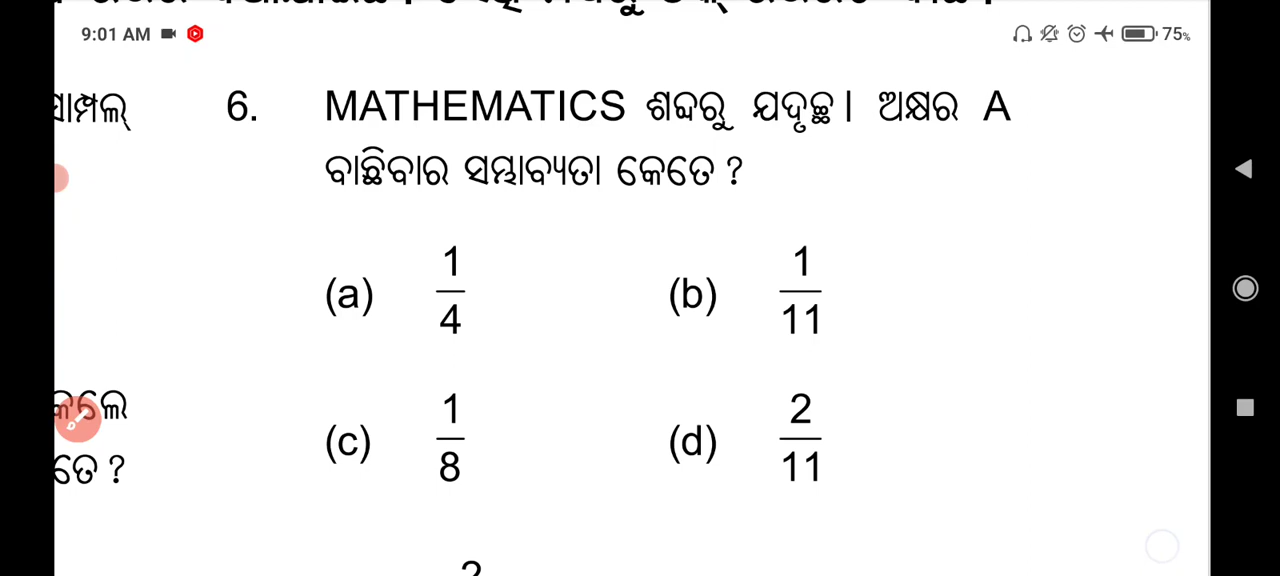 9:01 AM 75%
6. MATHEMATICS ଶବ୍ଦରୁ ଯଦୃଚ୍ଛା ଅକ୍ଷର A
ବାଛିବାର ସମ୍ଭାବ୍ୟତା କେତେ ?
(a) 1/4 (b) 1/11
(c) 1/8 (d) 2/11
2